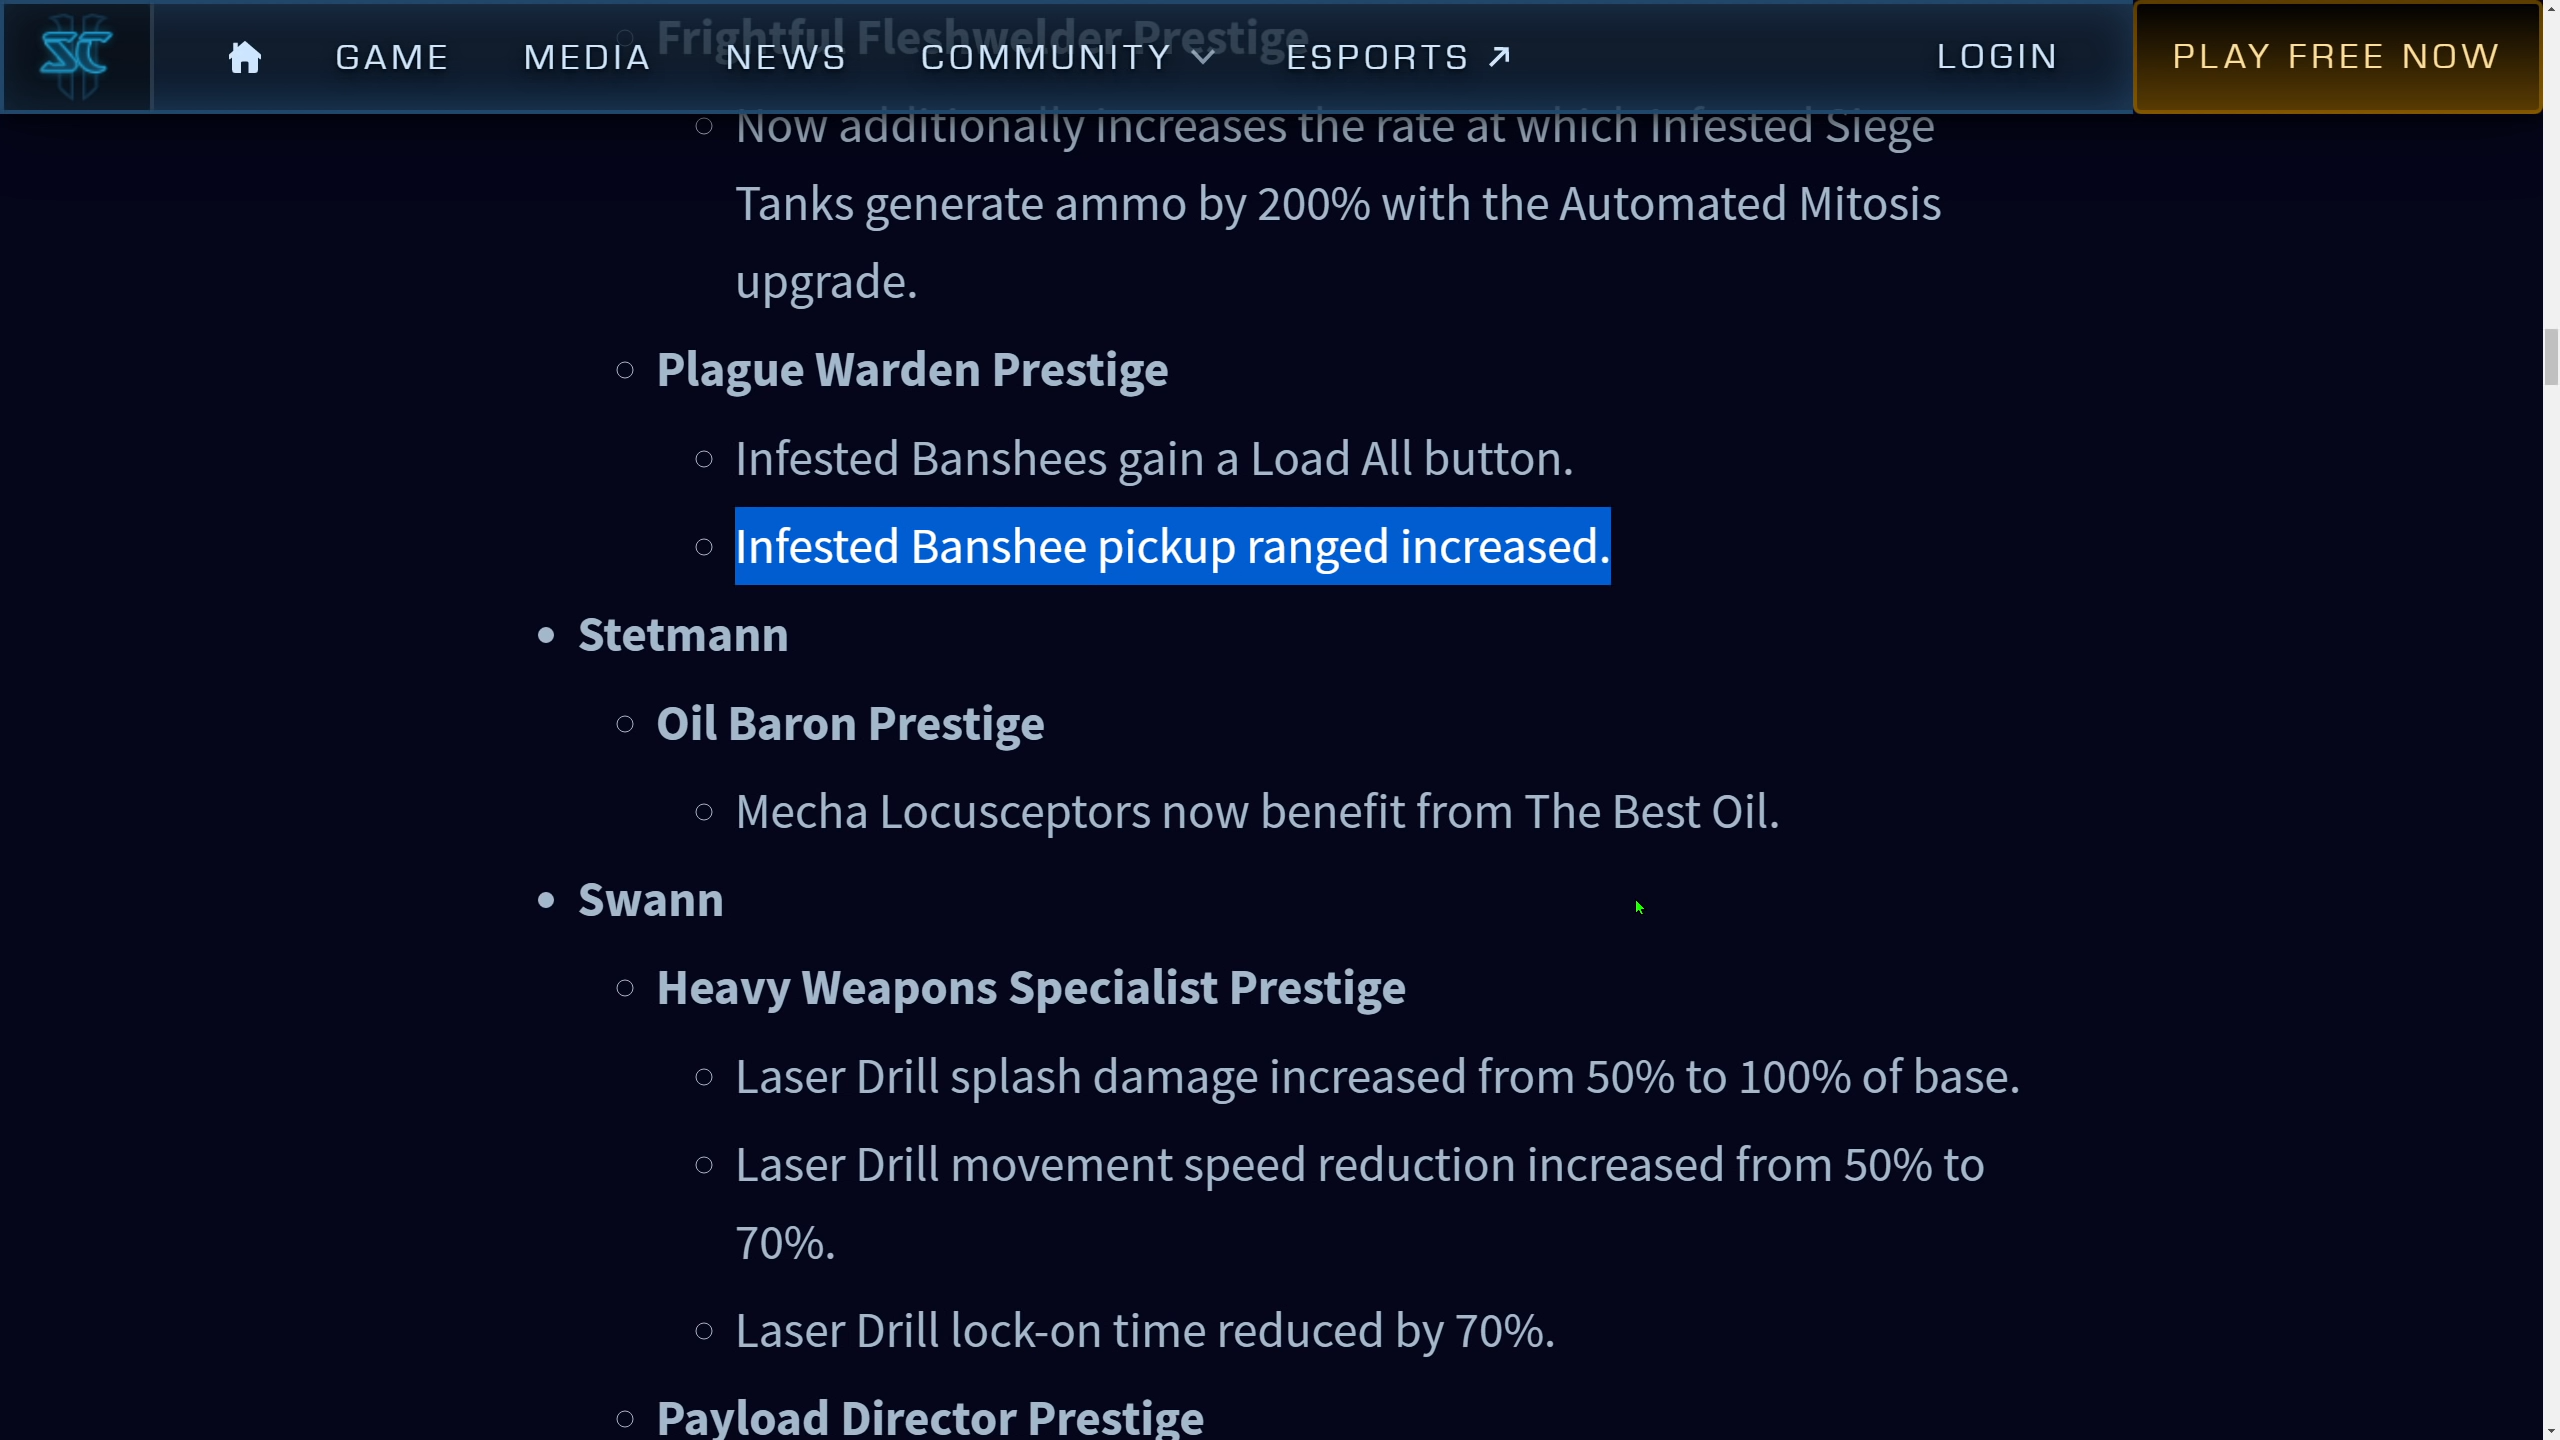 SC
GAME
MEDIA
NEWS
COMMUNITY
ESPORTS
LOGIN
PLAY FREE NOW
Frightful Fleshwelder Prestige
Now additionally increases the rate at which Infested Siege
Tanks generate ammo by 200% with the Automated Mitosis
upgrade.
Plague Warden Prestige
Infested Banshees gain a Load All button.
Infested Banshee pickup ranged increased.
Stetmann
Oil Baron Prestige
Mecha Locusceptors now benefit from The Best Oil.
Swann
Heavy Weapons Specialist Prestige
Laser Drill splash damage increased from 50% to 100% of base.
Laser Drill movement speed reduction increased from 50% to
70%.
Laser Drill lock-on time reduced by 70%.
Payload Director Prestige